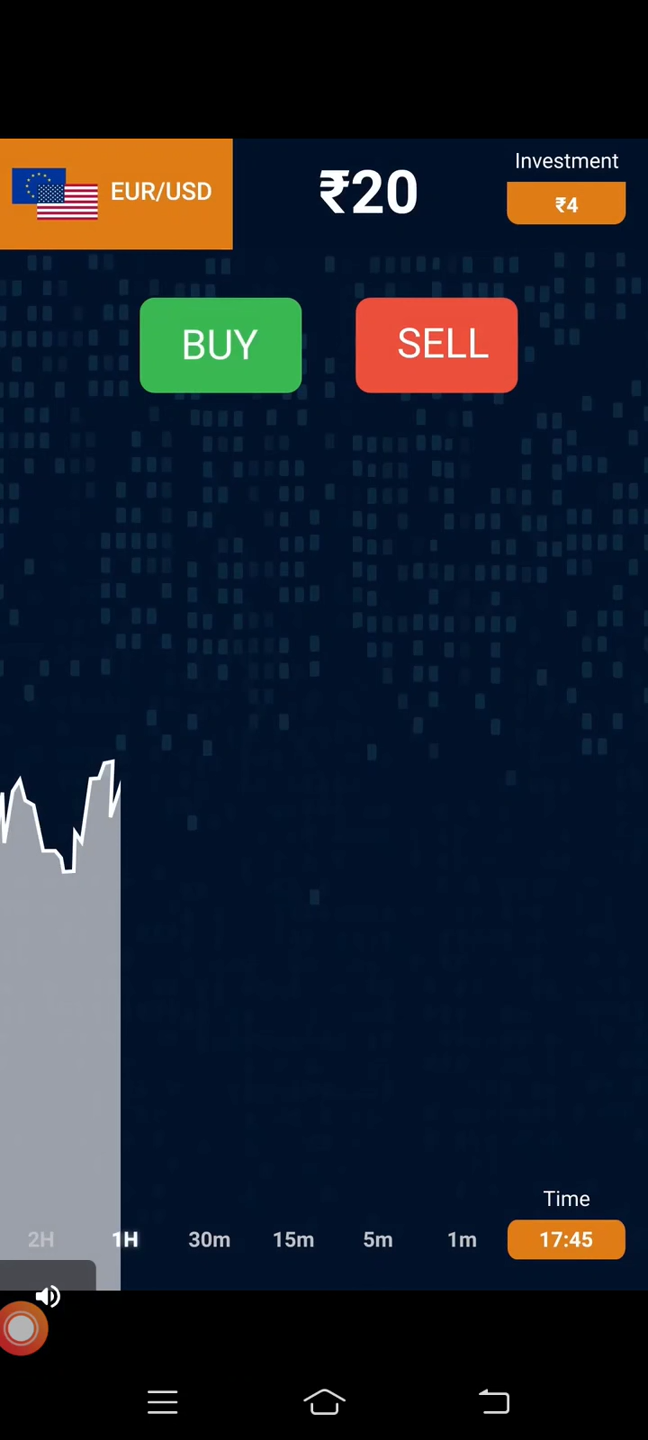 Investment
EUR/USD
₹20
₹4
BUY
SELL
Time
2H
1H
30m
15m
5m
1m
17:45